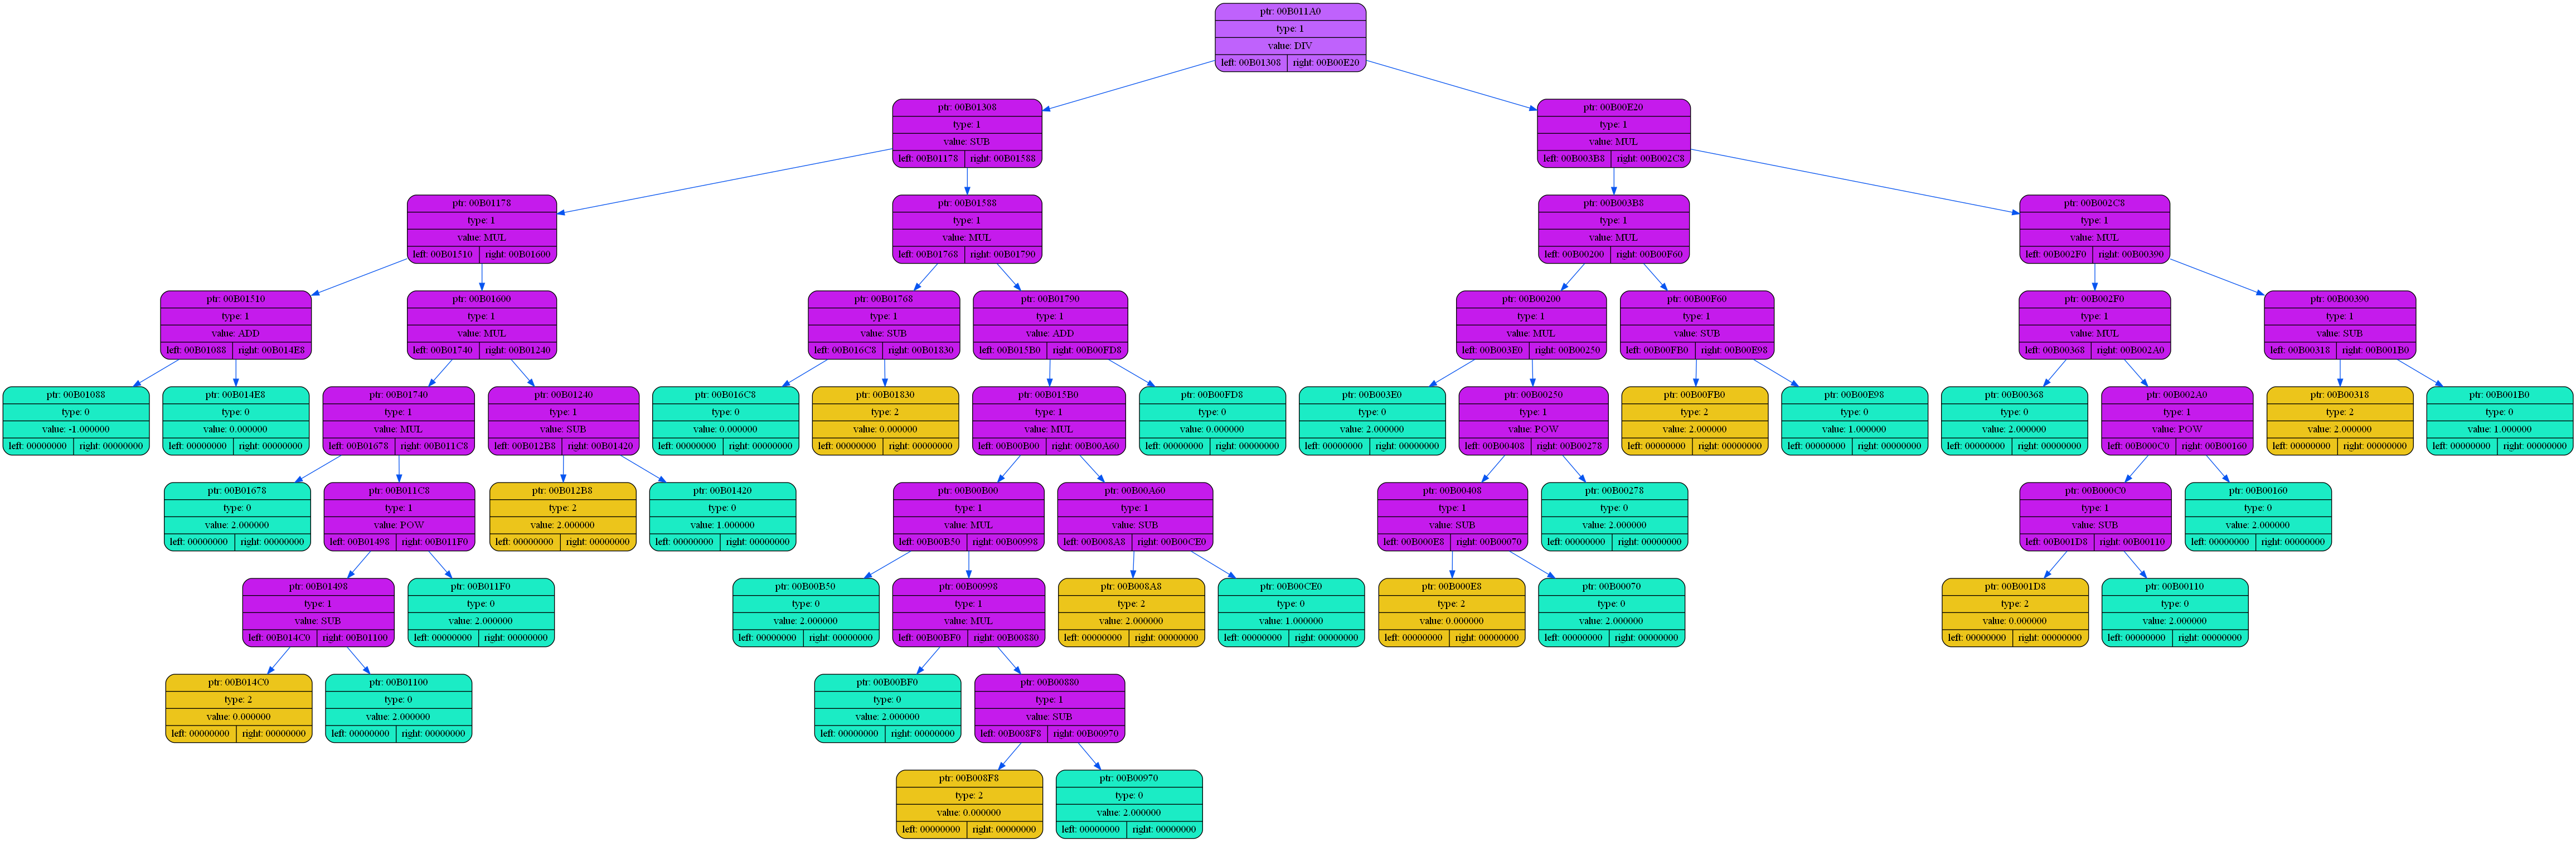 ptr: 00B011A0
type: 1
value: DIV
left: 00B01308 right: 00B00E20
ptr: 00B01308
type: 1
value: SUB
left: 00B01178 right: 00B01588
ptr: 00B00E20
type: 1
value: MUL
left: 00B003B8 right: 00B002C8
ptr: 00B01178
type: 1
value: MUL
left: 00B01510 right: 00B01600
ptr: 00B01588
type: 1
value: MUL
left: 00B01768 right: 00B01790
ptr: 00B003B8
type: 1
value: MUL
left: 00B00200 right: 00B00F60
ptr: 00B002C8
type: 1
value: MUL
left: 00B002F0 right: 00B00390
ptr: 00B01510
type: 1
value: ADD
left: 00B01088 right: 00B014E8
ptr: 00B01600
type: 1
value: MUL
left: 00B01740 right: 00B01240
ptr: 00B01768
type: 1
value: SUB
left: 00B016C8 right: 00B01830
ptr: 00B01790
type: 1
value: ADD
left: 00B015B0 right: 00B00FD8
ptr: 00B00200
type: 1
value: MUL
left: 00B003E0 right: 00B00250
ptr: 00B00F60
type: 1
value: SUB
left: 00B00FB0 right: 00B00E98
ptr: 00B002F0
type: 1
value: MUL
left: 00B00368 right: 00B002A0
ptr: 00B00390
type: 1
value: SUB
left: 00B00318 right: 00B001B0
ptr: 00B01088
type: 0
value: -1.000000
left: 00000000 right: 00000000
ptr: 00B014E8
type: 0
value: 0.000000
left: 00000000 right: 00000000
ptr: 00B01740
type: 1
value: MUL
left: 00B01678 right: 00B011C8
ptr: 00B01240
type: 1
value: SUB
left: 00B012B8 right: 00B01420
ptr: 00B016C8
type: 0
value: 0.000000
left: 00000000 right: 00000000
ptr: 00B01830
type: 2
value: 0.000000
left: 00000000 right: 00000000
ptr: 00B015B0
type: 1
value: MUL
left: 00B00B00 right: 00B00A60
ptr: 00B00FD8
type: 0
value: 0.000000
left: 00000000 right: 00000000
ptr: 00B003E0
type: 0
value: 2.000000
left: 00000000 right: 00000000
ptr: 00B00250
type: 1
value: POW
left: 00B00408 right: 00B00278
ptr: 00B00FB0
type: 2
value: 2.000000
left: 00000000 right: 00000000
ptr: 00B00E98
type: 0
value: 1.000000
left: 00000000 right: 00000000
ptr: 00B00368
type: 0
value: 2.000000
left: 00000000 right: 00000000
ptr: 00B002A0
type: 1
value: POW
left: 00B000C0 right: 00B00160
ptr: 00B00318
type: 2
value: 2.000000
left: 00000000 right: 00000000
ptr: 00B001B0
type: 0
value: 1.000000
left: 00000000 right: 00000000
ptr: 00B01678
type: 0
value: 2.000000
left: 00000000 right: 00000000
ptr: 00B011C8
type: 1
value: POW
left: 00B01498 right: 00B011F0
ptr: 00B012B8
type: 2
value: 2.000000
left: 00000000 right: 00000000
ptr: 00B01420
type: 0
value: 1.000000
left: 00000000 right: 00000000
ptr: 00B00B00
type: 1
value: MUL
left: 00B00B50 right: 00B00998
ptr: 00B00A60
type: 1
value: SUB
left: 00B008A8 right: 00B00CE0
ptr: 00B00408
type: 1
value: SUB
left: 00B000E8 right: 00B00070
ptr: 00B00278
type: 0
value: 2.000000
left: 00000000 right: 00000000
ptr: 00B000C0
type: 1
value: SUB
left: 00B001D8 right: 00B00110
ptr: 00B00160
type: 0
value: 2.000000
left: 00000000 right: 00000000
ptr: 00B01498
type: 1
value: SUB
left: 00B014C0 right: 00B01100
ptr: 00B011F0
type: 0
value: 2.000000
left: 00000000 right: 00000000
ptr: 00B00B50
type: 0
value: 2.000000
left: 00000000 right: 00000000
ptr: 00B00998
type: 1
value: MUL
left: 00B00BF0 right: 00B00880
ptr: 00B008A8
type: 2
value: 2.000000
left: 00000000 right: 00000000
ptr: 00B00CE0
type: 0
value: 1.000000
left: 00000000 right: 00000000
ptr: 00B000E8
type: 2
value: 0.000000
left: 00000000 right: 00000000
ptr: 00B00070
type: 0
value: 2.000000
left: 00000000 right: 00000000
ptr: 00B001D8
type: 2
value: 0.000000
left: 00000000 right: 00000000
ptr: 00B00110
type: 0
value: 2.000000
left: 00000000 right: 00000000
ptr: 00B014C0
type: 2
value: 0.000000
left: 00000000 right: 00000000
ptr: 00B01100
type: 0
value: 2.000000
left: 00000000 right: 00000000
ptr: 00B00BF0
type: 0
value: 2.000000
left: 00000000 right: 00000000
ptr: 00B00880
type: 1
value: SUB
left: 00B008F8 right: 00B00970
ptr: 00B008F8
type: 2
value: 0.000000
left: 00000000 right: 00000000
ptr: 00B00970
type: 0
value: 2.000000
left: 00000000 right: 00000000